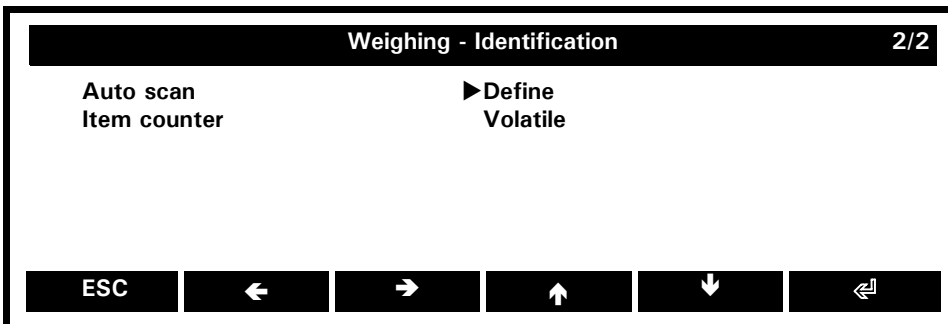 Weighing - Identification 2/2
Auto scan ▶Define
Item counter Volatile
ESC ← → ↑ ↓ ↵